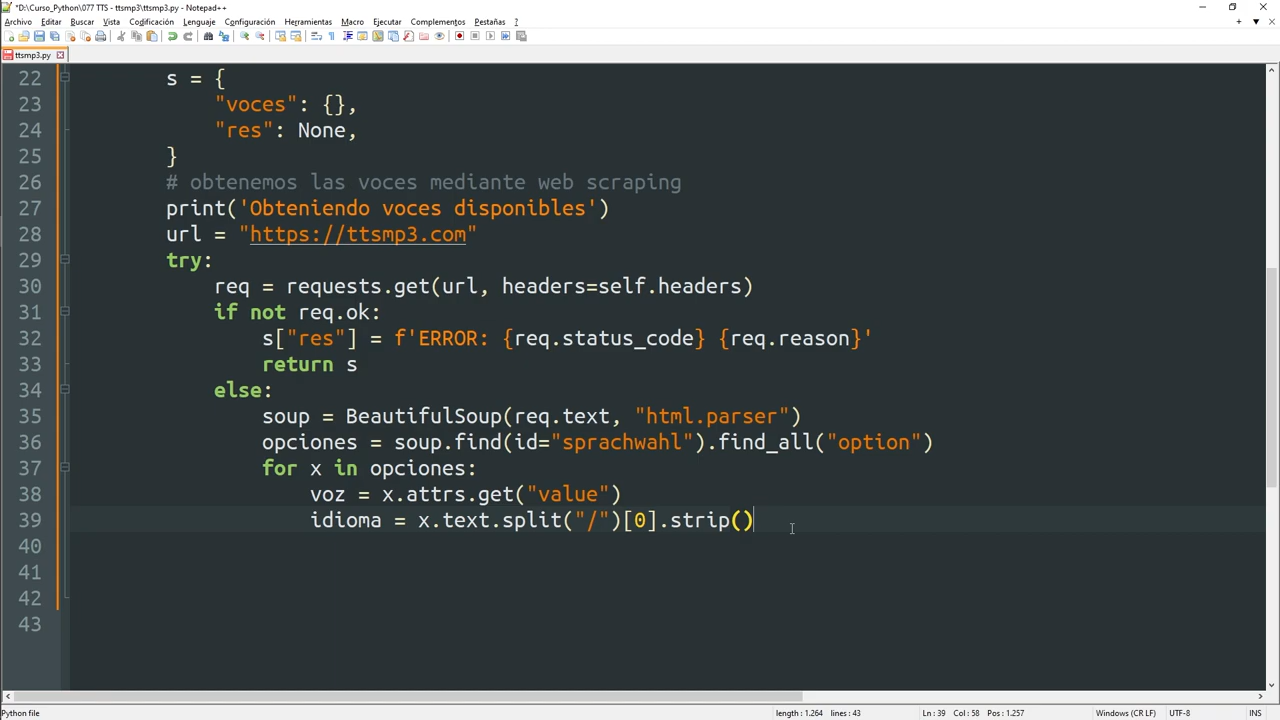 *D:\Curso_Python\077 TTS - ttsmp3\ttsmp3.py - Notepad++
Archivo Editar Buscar Vista Codificación Lenguaje Configuración Herramientas Macro Ejecutar Complementos Pestañas ?
ttsmp3.py
22 s = {
23 "voces": {},
24 "res": None,
25 }
26 # obtenemos las voces mediante web scraping
27 print('Obteniendo voces disponibles')
28 url = "https://ttsmp3.com"
29 try:
30 req = requests.get(url, headers=self.headers)
31 if not req.ok:
32 s["res"] = f'ERROR: {req.status_code} {req.reason}'
33 return s
34 else:
35 soup = BeautifulSoup(req.text, "html.parser")
36 opciones = soup.find(id="sprachwahl").find_all("option")
37 for x in opciones:
38 voz = x.attrs.get("value")
39 idioma = x.text.split("/")[0].strip()
40
41
42
43
Python file length : 1.264 lines : 43 Ln : 39 Col : 58 Pos : 1.257 Windows (CR LF) UTF-8 INS